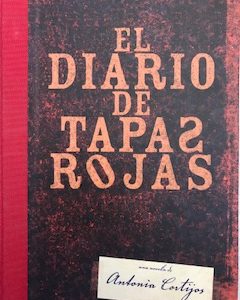 EL
DIARIO
DE
TAPAS
ROJAS
una novela de
Antonia Cortijos